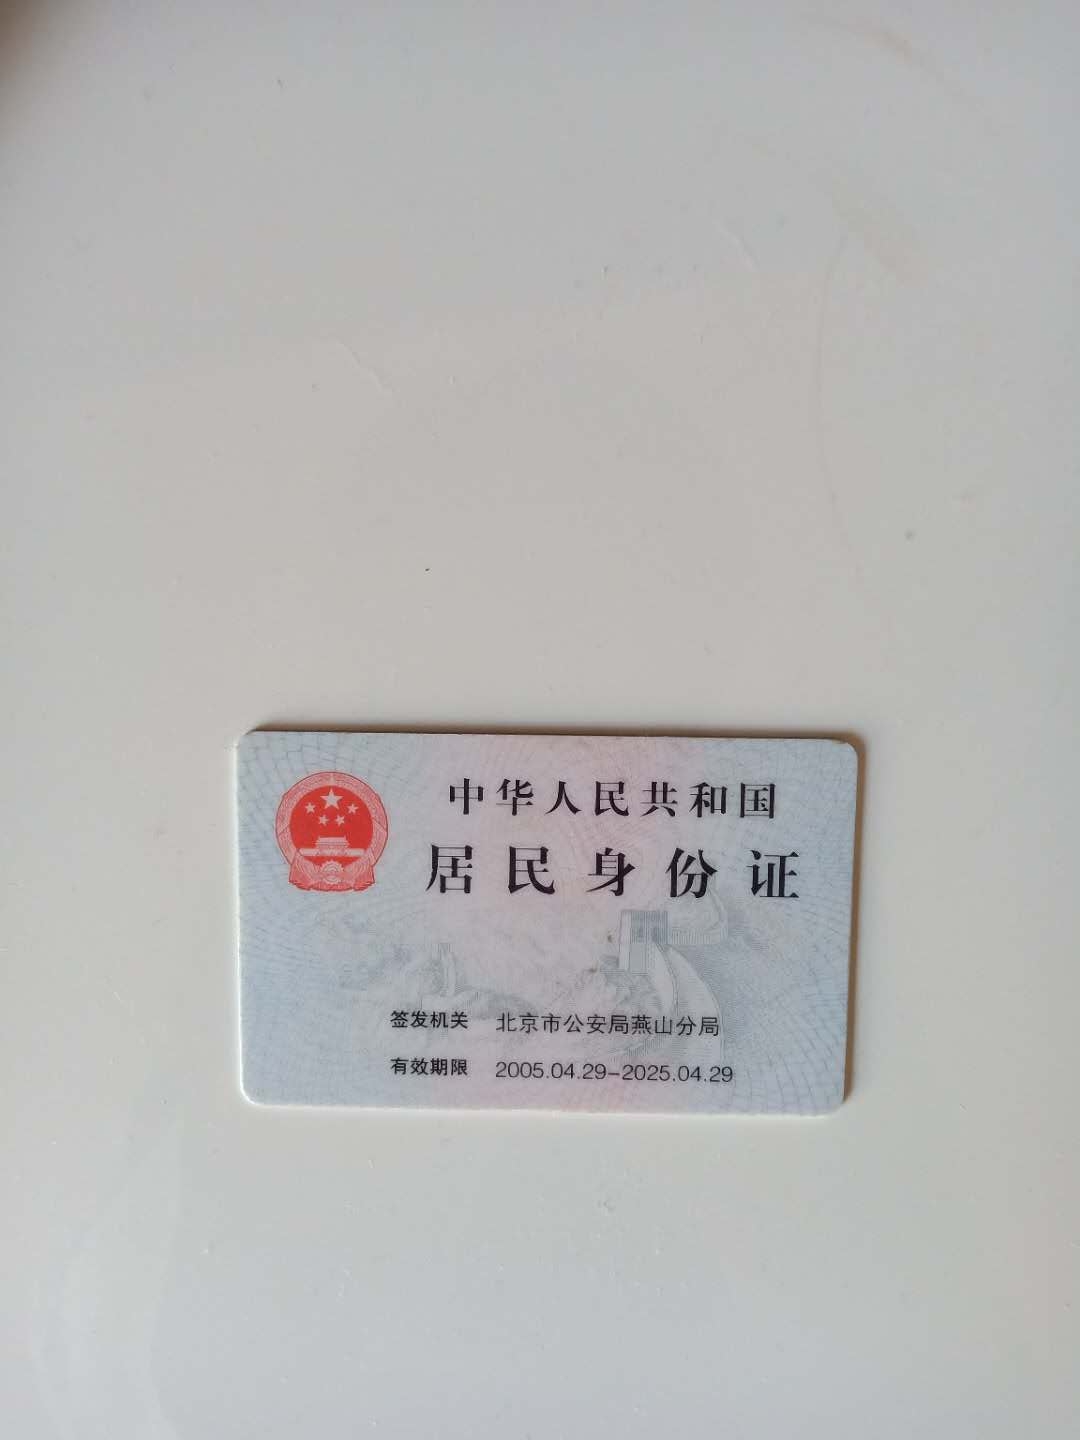 中华人民共和国
居民身份证
签发机关 北京市公安局燕山分局
有效期限 2005.04.29-2025.04.29